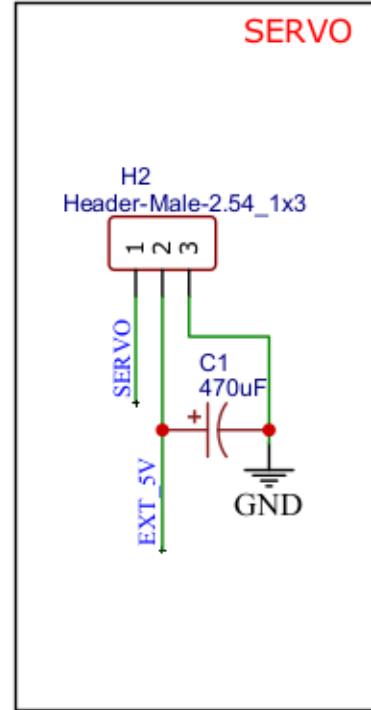 SERVO
H2
Header-Male-2.54_1x3
1 2 3
SERVO
C1
470uF
+
EXT_5V
GND